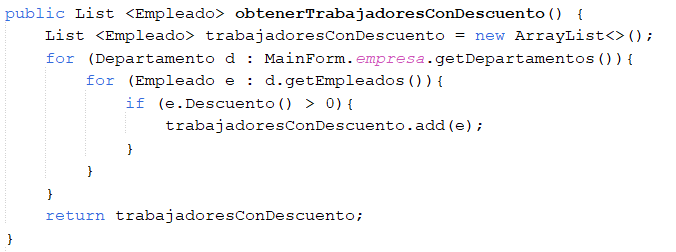 public List <Empleado> obtenerTrabajadoresConDescuento() {
    List <Empleado> trabajadoresConDescuento = new ArrayList<>();
    for (Departamento d : MainForm.empresa.getDepartamentos()){
        for (Empleado e : d.getEmpleados()){
            if (e.Descuento() > 0){
                trabajadoresConDescuento.add(e);
            }
        }
    }
    return trabajadoresConDescuento;
}